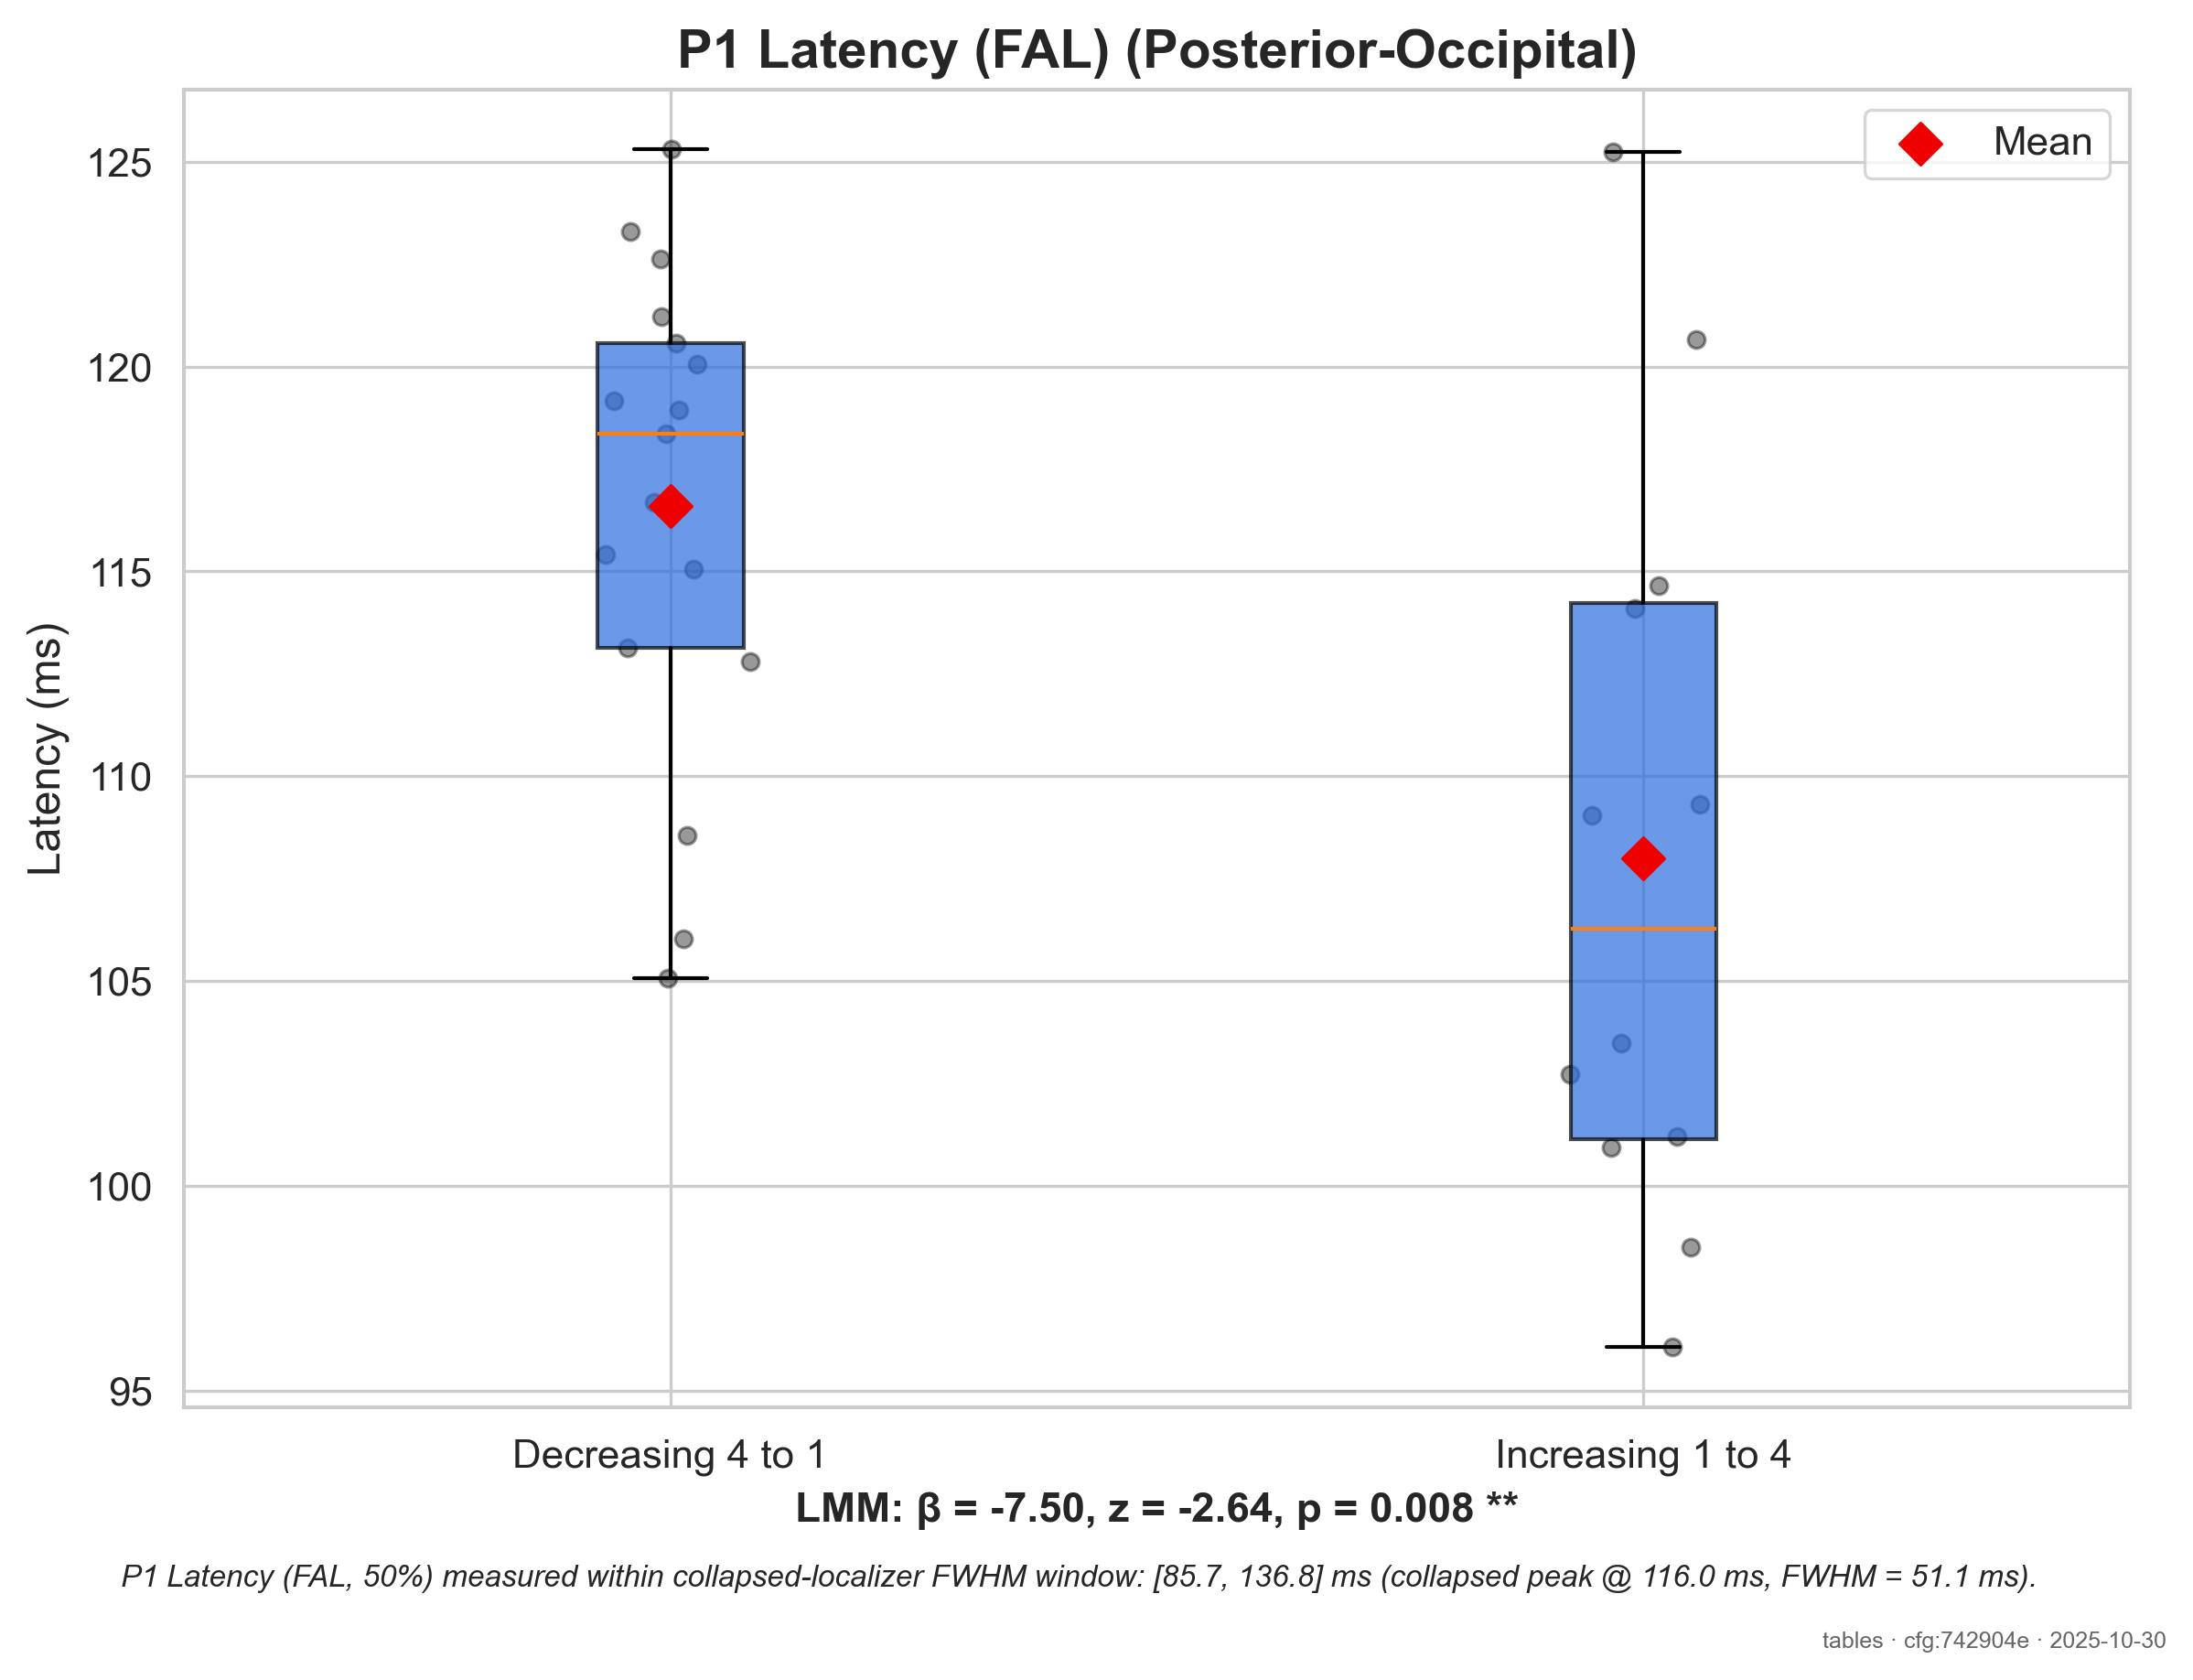 P1 Latency (FAL) (Posterior-Occipital)
Mean
Latency (ms)
125
120
115
110
105
100
95
Decreasing 4 to 1
Increasing 1 to 4
LMM: β = -7.50, z = -2.64, p = 0.008 **
P1 Latency (FAL, 50%) measured within collapsed-localizer FWHM window: [85.7, 136.8] ms (collapsed peak @ 116.0 ms, FWHM = 51.1 ms).
tables · cfg:742904e · 2025-10-30